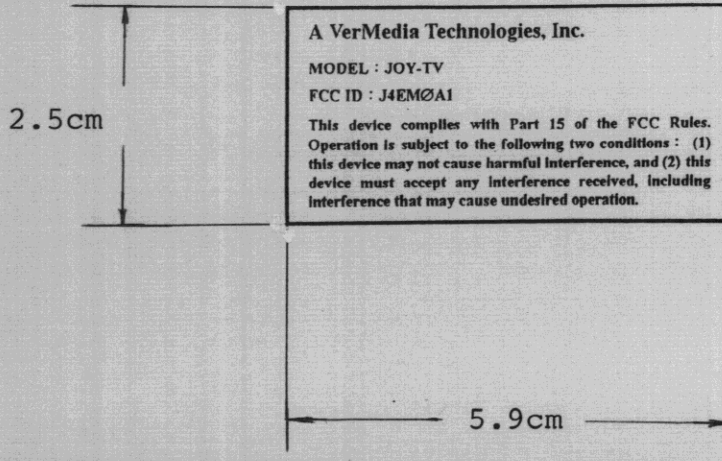 A VerMedia Technologies, Inc.
MODEL : JOY-TV
FCC ID : J4EMØA1
2.5cm
This device complies with Part 15 of the FCC Rules.
Operation is subject to the following two conditions : (1)
this device may not cause harmful interference, and (2) this
device must accept any interference received, including
interference that may cause undesired operation.
5.9cm